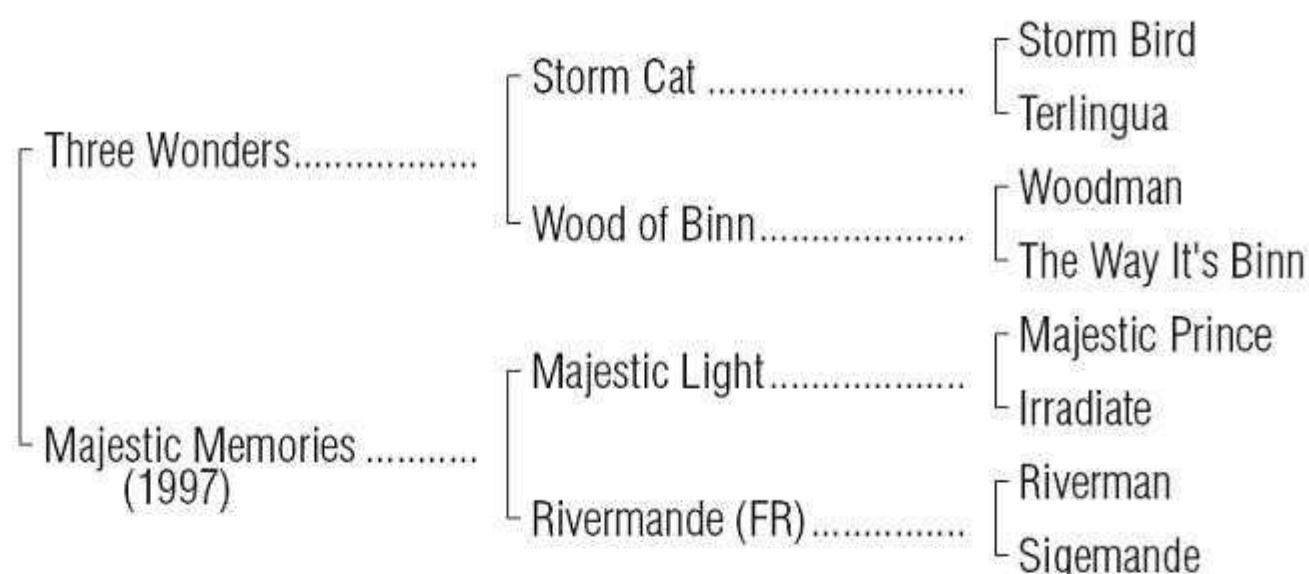 Storm Bird
Storm Cat ........................
Terlingua
Three Wonders..................
Woodman
Wood of Binn....................
The Way It's Binn
Majestic Prince
Majestic Light...................
Irradiate
Majestic Memories ...........
(1997)
Riverman
Rivermande (FR) ...............
Sigemande